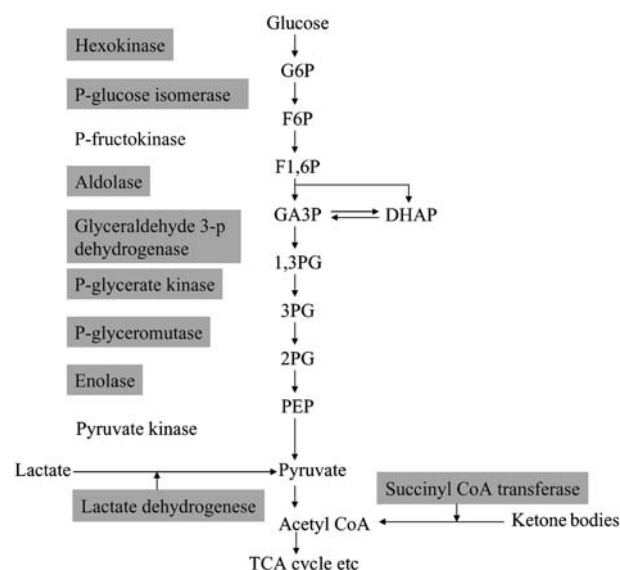 Glucose
Hexokinase
G6P
P-glucose isomerase
F6P
P-fructokinase
F1,6P
Aldolase
GA3P
DHAP
Glyceraldehyde 3-p
dehydrogenase
1,3PG
P-glycerate kinase
3PG
P-glyceromutase
2PG
Enolase
PEP
Pyruvate kinase
Lactate
Pyruvate
Lactate dehydrogenese
Succinyl CoA transferase
Acetyl CoA
Ketone bodies
TCA cycle etc